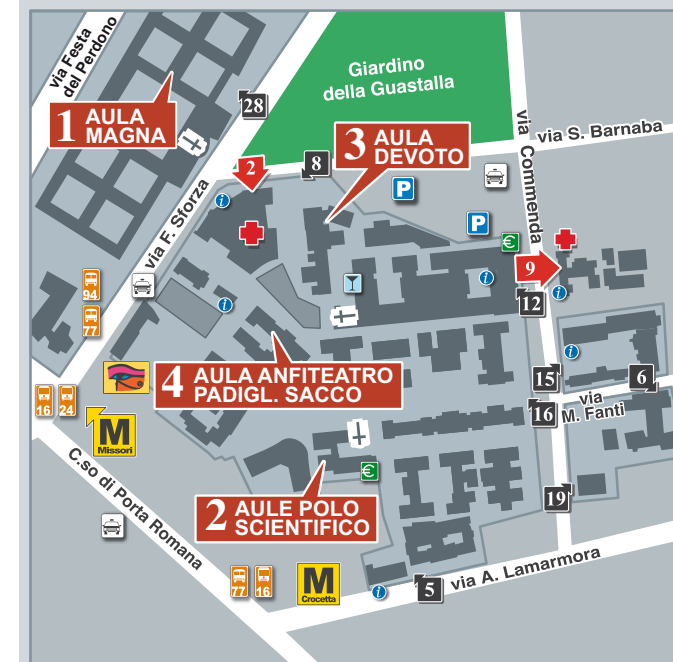 via Festa
del Perdono
Giardino
della Guastalla
28
1 AULA
MAGNA
via Commenda
via S. Barnaba
3 AULA
DEVOTO
2
8
P
via F. Sforza
i
P
€
9
i
i
i
12
94
77
i
4 AULA ANFITEATRO
PADIGL. SACCO
15
6
via
M. Fanti
16
16
24
M
Missori
€
C.so di Porta Romana
2 AULE POLO
SCIENTIFICO
19
via A. Lamarmora
77
16
M
Crocetta
i
5